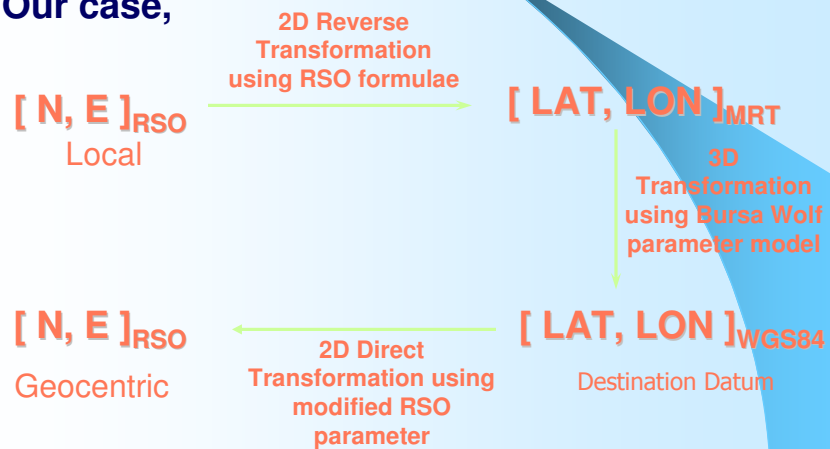 Our case,
2D Reverse
Transformation
using RSO formulae
[ N, E ]RSO
Local
[ LAT, LON ]MRT
3D
Transformation
using Bursa Wolf
parameter model
[ N, E ]RSO
Geocentric
2D Direct
Transformation using
modified RSO
parameter
[ LAT, LON ]WGS84
Destination Datum